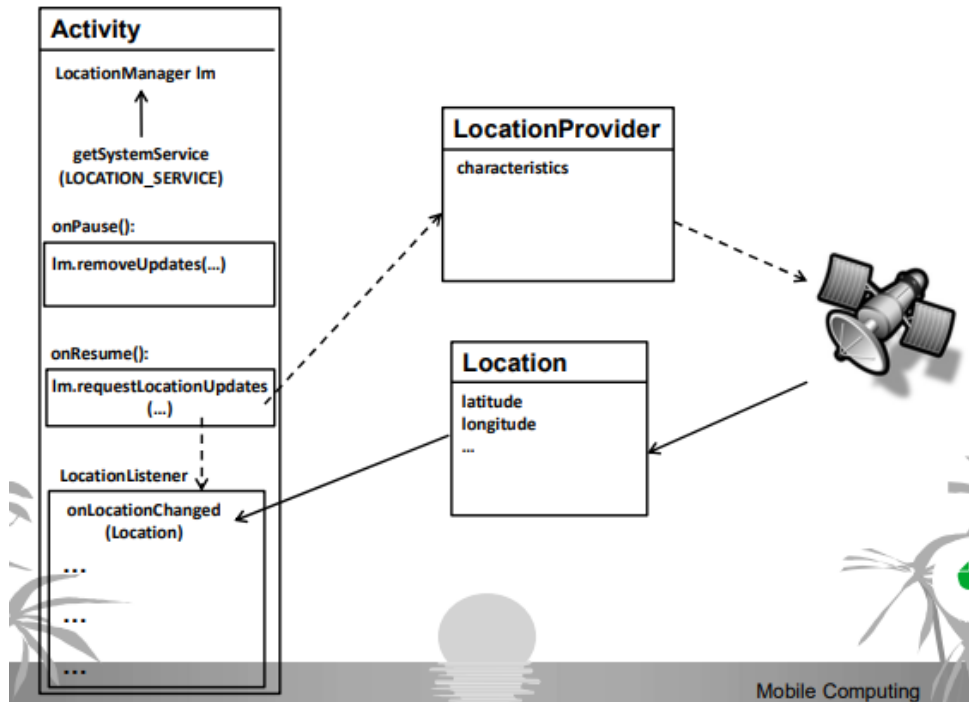 Activity
LocationManager lm
getSystemService
(LOCATION_SERVICE)
onPause():
lm.removeUpdates(…)
onResume():
lm.requestLocationUpdates
(…)
LocationListener
onLocationChanged
(Location)
…
…
…
LocationProvider
characteristics
Location
latitude
longitude
…
Mobile Computing